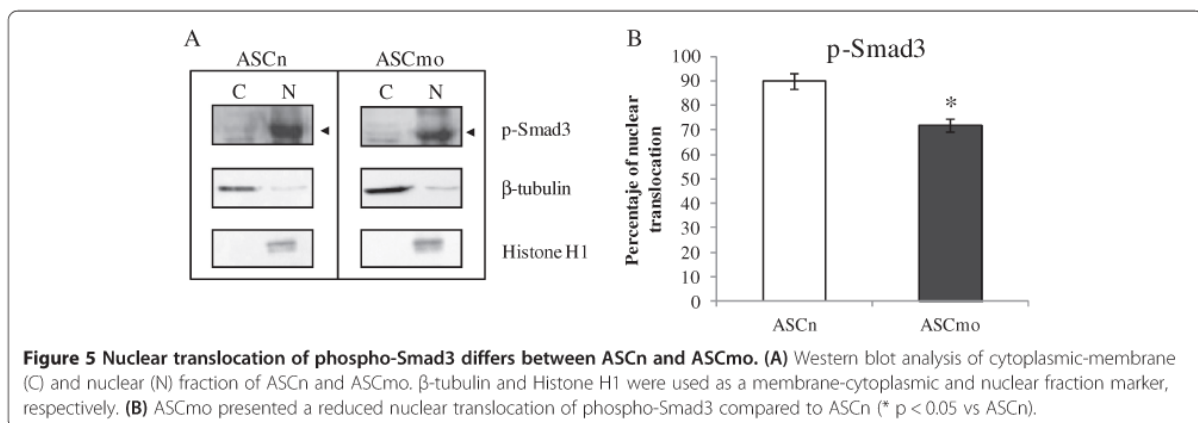 A
ASCn ASCmo
C N C N
p-Smad3
β-tubulin
Histone H1
B
p-Smad3
Percentaje of nuclear
translocation
100
90
80
70
60
50
40
30
20
10
0
*
ASCn ASCmo
Figure 5 Nuclear translocation of phospho-Smad3 differs between ASCn and ASCmo. (A) Western blot analysis of cytoplasmic-membrane
(C) and nuclear (N) fraction of ASCn and ASCmo. β-tubulin and Histone H1 were used as a membrane-cytoplasmic and nuclear fraction marker,
respectively. (B) ASCmo presented a reduced nuclear translocation of phospho-Smad3 compared to ASCn (* p < 0.05 vs ASCn).